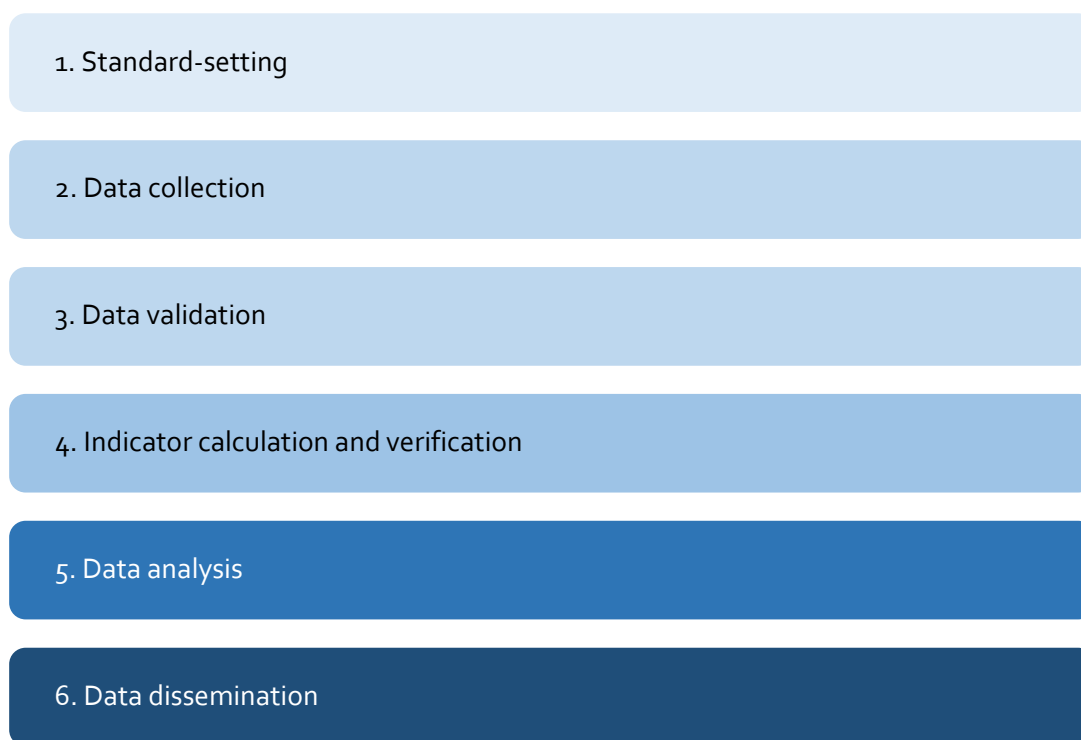 1. Standard-setting
2. Data collection
3. Data validation
4. Indicator calculation and verification
5. Data analysis
6. Data dissemination